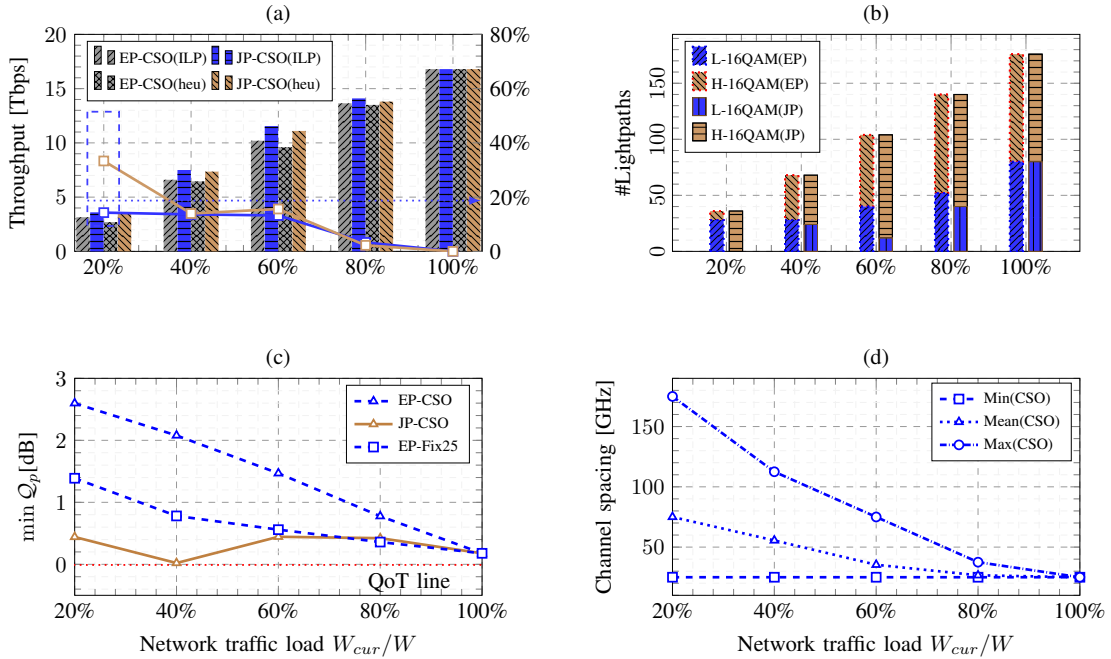 (a)
Throughput [Tbps]
20
15
10
5
0
80%
60%
40%
20%
0
EP-CSO(ILP) JP-CSO(ILP)
EP-CSO(heu) JP-CSO(heu)
20% 40% 60% 80% 100%
(b)
#Lightpaths
150
100
50
0
L-16QAM(EP)
H-16QAM(EP)
L-16QAM(JP)
H-16QAM(JP)
20% 40% 60% 80% 100%
(c)
min Q_p[dB]
3
2
1
0
EP-CSO
JP-CSO
EP-Fix25
QoT line
20% 40% 60% 80% 100%
Network traffic load W_{cur}/W
(d)
Channel spacing [GHz]
150
100
50
Min(CSO)
Mean(CSO)
Max(CSO)
20% 40% 60% 80% 100%
Network traffic load W_{cur}/W